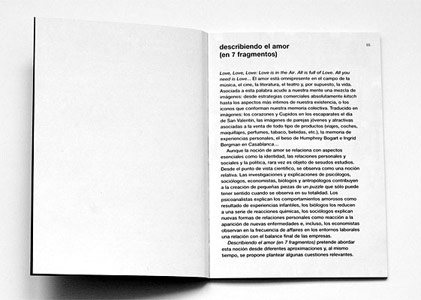 describiendo el amor
(en 7 fragmentos)
Love, Love, Love: Love is in the Air. All is full of Love. All you
need is Love... El amor está omnipresente en el campo de la
música, el cine, la literatura, el teatro y, por supuesto, la vida.
Asociada a esta palabra acude a nuestra mente una mezcla de
imágenes: desde estrategias comerciales absolutamente kitsch
hasta los aspectos más íntimos de nuestra existencia, o los
iconos que conforman nuestra memoria colectiva. Traducido en
imágenes: los corazones y Cupidos en los escaparates el día
de San Valentín, las imágenes de parejas jóvenes y atractivas
asociadas a la venta de todo tipo de productos (viajes, coches,
maquillajes, perfumes, tabaco, bebidas, etc.), la memoria de
experiencias personales, el beso de Humphrey Bogart e Ingrid
Bergman en Casablanca...
Aunque la noción de amor se relaciona con aspectos
esenciales como la identidad, las relaciones personales y
sociales y la política, rara vez es objeto de sesudos estudios.
Desde el punto de vista científico, se observa como una noción
relativa. Las investigaciones y explicaciones de psicólogos,
sociólogos, economistas, biólogos y antropólogos contribuyen
a la creación de pequeñas piezas de un puzzle que sólo puede
tener sentido cuando se observa en su totalidad. Los
psicoanalistas explican los comportamientos amorosos como
resultado de experiencias infantiles, los biólogos los reducen
a una serie de reacciones químicas, los sociólogos explican
nuevas formas de relaciones personales como reacción a la
aparición de nuevas enfermedades e, incluso, los economistas
observan en la frecuencia de affaires en los entornos laborales
una relación con el balance final de las empresas.
Describiendo el amor (en 7 fragmentos) pretende abordar
esta noción desde diferentes aproximaciones y, al mismo
tiempo, se propone plantear algunas cuestiones relevantes.